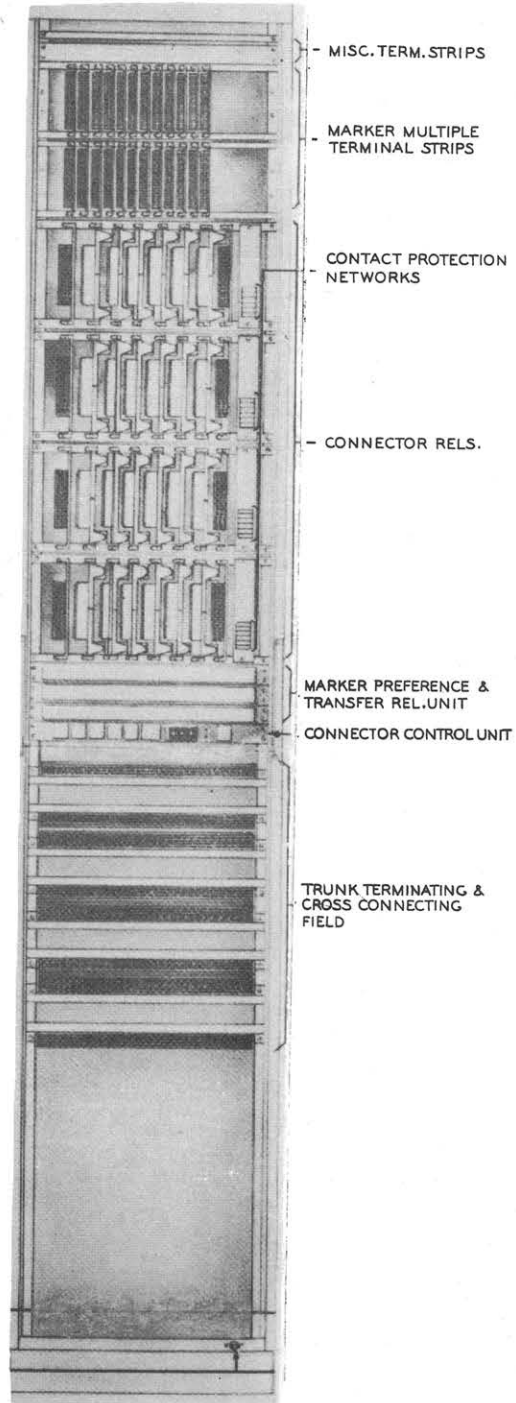 MISC. TERM. STRIPS
MARKER MULTIPLE
TERMINAL STRIPS
CONTACT PROTECTION
NETWORKS
CONNECTOR RELS.
MARKER PREFERENCE &
TRANSFER REL. UNIT
CONNECTOR CONTROL UNIT
TRUNK TERMINATING &
CROSS CONNECTING
FIELD